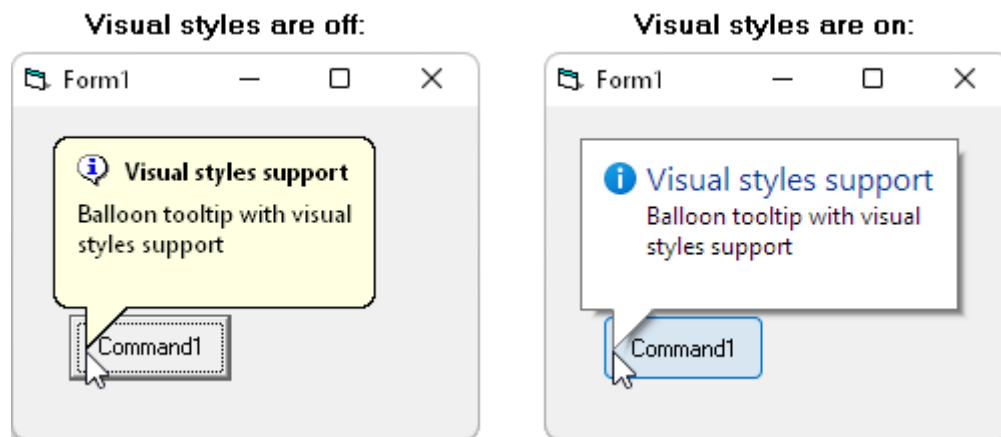 Visual styles are off:
Form1
Visual styles support
Balloon tooltip with visual
styles support
Command1
Visual styles are on:
Form1
Visual styles support
Balloon tooltip with visual
styles support
Command1